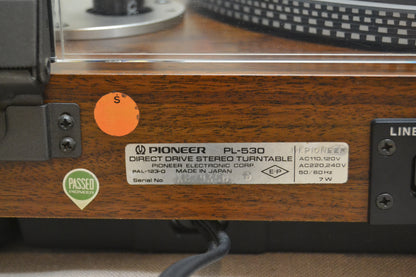 S
PIONEER PL-530
DIRECT DRIVE STEREO TURNTABLE
PIONEER ELECTRONIC CORP.
PAL-123-0 MADE IN JAPAN
Serial No
E-P
PIONEER
AC110.120V
AC220.240V
50/60Hz
7W
LINE
PASSED
PIONEER